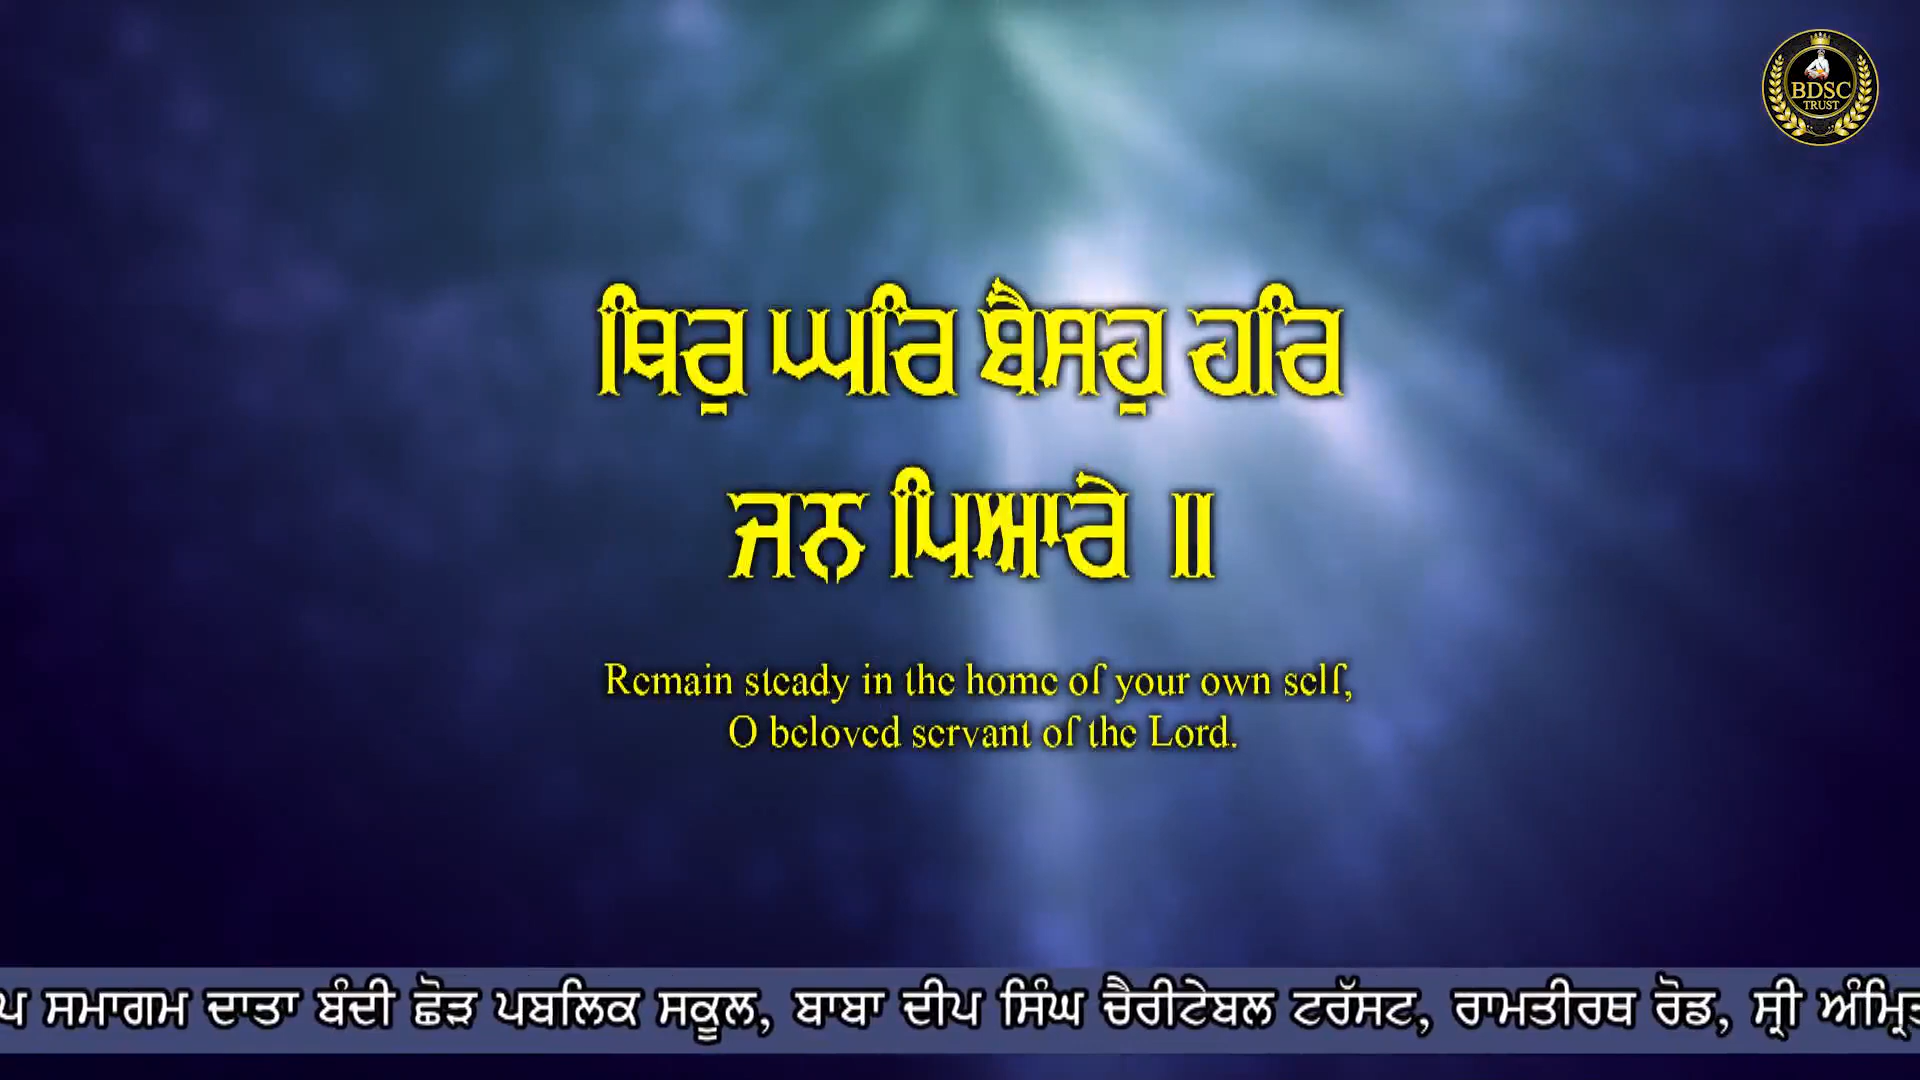 BDSC
TRUST
ਥਿਰੁ ਘਰਿ ਬੈਸਹੁ ਹਰਿ
ਜਨ ਪਿਆਰੇ ॥
Remain steady in the home of your own self,
O beloved servant of the Lord.
ਸਮਾਗਮ ਦਾਤਾ ਬੰਦੀ ਛੋੜ ਪਬਲਿਕ ਸਕੂਲ, ਬਾਬਾ ਦੀਪ ਸਿੰਘ ਚੈਰੀਟੇਬਲ ਟਰੱਸਟ, ਰਾਮਤੀਰਥ ਰੋਡ, ਸ੍ਰੀ